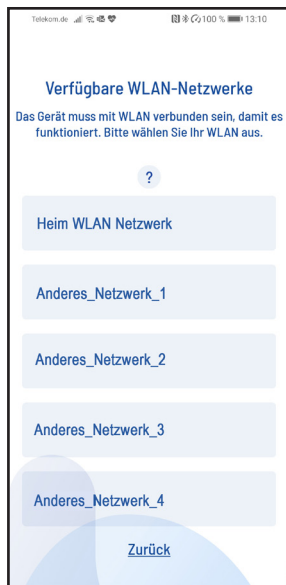 Telekom.de 100 % 13:10
Verfügbare WLAN-Netzwerke
Das Gerät muss mit WLAN verbunden sein, damit es
funktioniert. Bitte wählen Sie Ihr WLAN aus.
?
Heim WLAN Netzwerk
Anderes_Netzwerk_1
Anderes_Netzwerk_2
Anderes_Netzwerk_3
Anderes_Netzwerk_4
Zurück